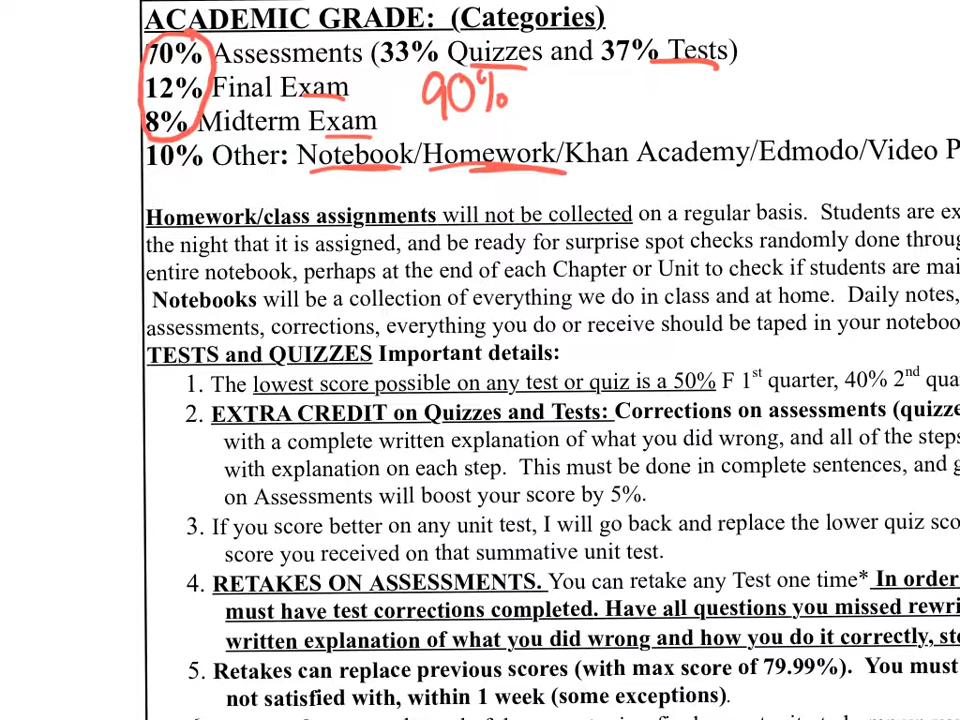 ACADEMIC GRADE: (Categories)
70% Assessments (33% Quizzes and 37% Tests)
12% Final Exam
90%
8% Midterm Exam
10% Other: Notebook/Homework/Khan Academy/Edmodo/Video P
Homework/class assignments will not be collected on a regular basis. Students are ex
the night that it is assigned, and be ready for surprise spot checks randomly done throug
entire notebook, perhaps at the end of each Chapter or Unit to check if students are mai
Notebooks will be a collection of everything we do in class and at home. Daily notes,
assessments, corrections, everything you do or receive should be taped in your noteboo
TESTS and QUIZZES Important details:
1. The lowest score possible on any test or quiz is a 50% F 1st quarter, 40% 2nd qua
2. EXTRA CREDIT on Quizzes and Tests: Corrections on assessments (quizze
with a complete written explanation of what you did wrong, and all of the steps
with explanation on each step. This must be done in complete sentences, and g
on Assessments will boost your score by 5%.
3. If you score better on any unit test, I will go back and replace the lower quiz sco
score you received on that summative unit test.
4. RETAKES ON ASSESSMENTS. You can retake any Test one time* In order
must have test corrections completed. Have all questions you missed rewri
written explanation of what you did wrong and how you do it correctly, ste
5. Retakes can replace previous scores (with max score of 79.99%). You must
not satisfied with, within 1 week (some exceptions).